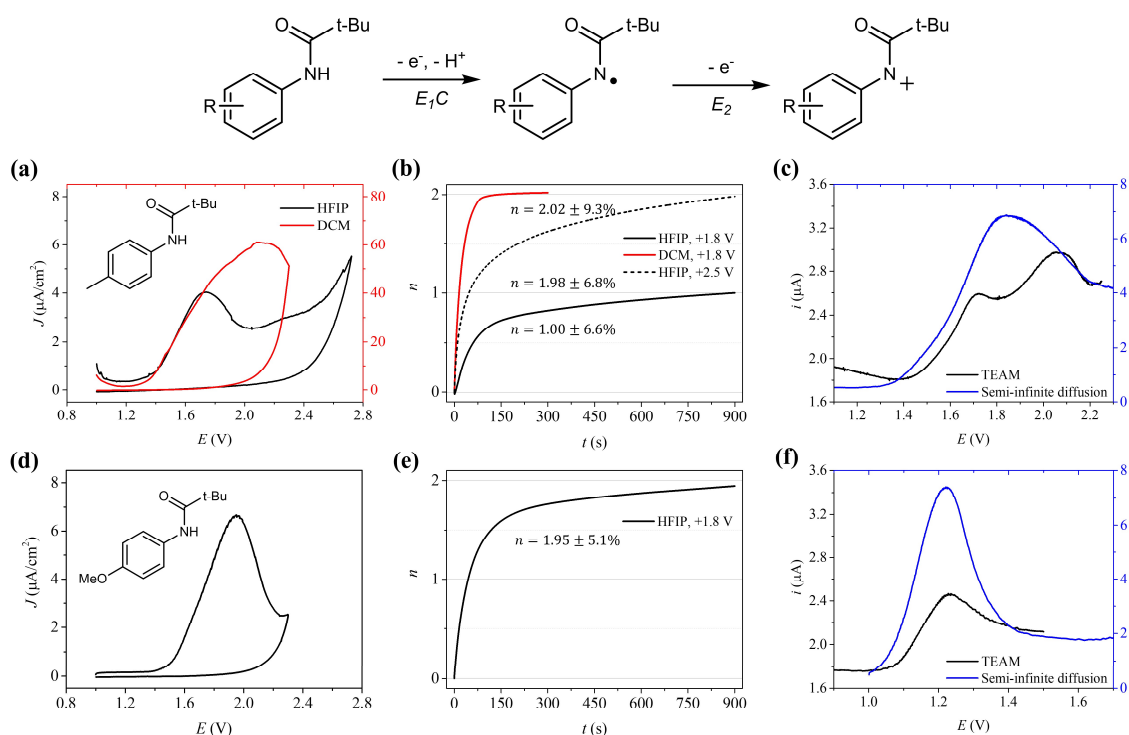 O
t-Bu
NH
R
- e⁻, - H⁺
E₁C
O
t-Bu
N•
R
- e⁻
E₂
O
t-Bu
N
+
R
(a)
8
6
4
2
0
J (μA/cm²)
0.8 1.2 1.6 2.0 2.4 2.8
E (V)
80
60
40
20
0
O
t-Bu
NH
HFIP
DCM
(b)
2
1
0
n
0 150 300 450 600 750 900
t (s)
n = 2.02 ± 9.3%
HFIP, +1.8 V
DCM, +1.8 V
HFIP, +2.5 V
n = 1.98 ± 6.8%
n = 1.00 ± 6.6%
(c)
3.6
3.2
2.8
2.4
2.0
1.6
i (μA)
1.2 1.4 1.6 1.8 2.0 2.2
E (V)
8
6
4
2
0
TEAM
Semi-infinite diffusion
(d)
8
6
4
2
0
J (μA/cm²)
0.8 1.2 1.6 2.0 2.4 2.8
E (V)
O
t-Bu
NH
MeO
(e)
2
1
0
n
0 150 300 450 600 750 900
t (s)
HFIP, +1.8 V
n = 1.95 ± 5.1%
(f)
3.6
3.2
2.8
2.4
2.0
1.6
i (μA)
1.0 1.2 1.4 1.6
E (V)
8
6
4
2
0
TEAM
Semi-infinite diffusion